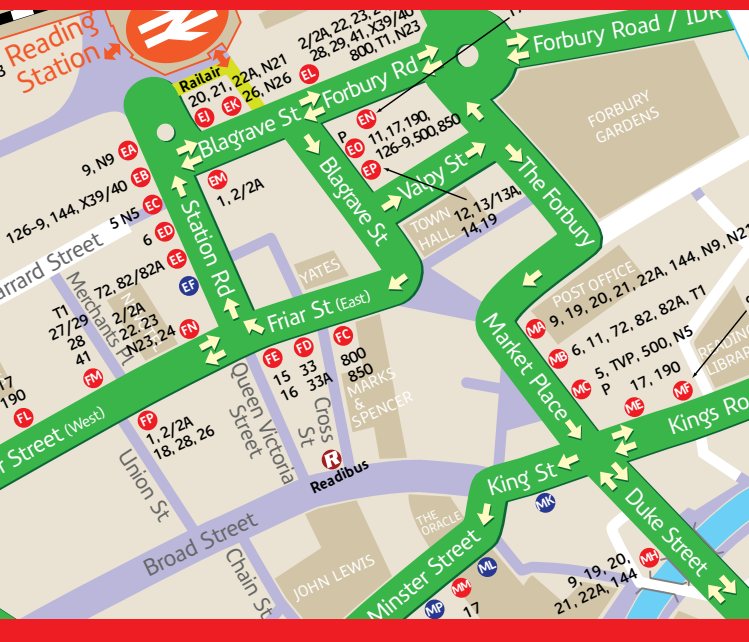 Reading
Station
Railair
20, 21, 22A, N21
26, N26
EJ
EK
2/2A, 22, 23, 2
28, 29, 41, X39/40
800, T1, N23
EL
Forbury Road / IDR
Forbury Rd
Blagrave St
FORBURY
GARDENS
P
EN
EO
11,17,190,
126-9,500,850
EP
9, N9
EA
126-9, 144, X39/40
EB
5 N5
EC
6
ED
72, 82/82A
EE
EF
EM
1, 2/2A
Station Rd
Blagrave St
Valpy St
The Forbury
TOWN
HALL
12,13/13A,
14,19
arrard Street
Merchants Pl
YATES
Friar St (East)
T1
27/29
28
41
FM
2/2A
22,23
N23,24
FN
17
190
FL
r Street (West)
FP
1, 2/2A
18, 28, 26
FE
15
16
FD
33
33A
FC
800
850
MARKS
&
SPENCER
Queen Victoria
Street
Cross
St
R
Readibus
Union St
Broad Street
Chain St
JOHN LEWIS
THE
ORACLE
King St
Minster Street
MK
ML
MM
17
MP
POST OFFICE
MA
9, 19, 20, 21, 22A, 144, N9, N21
MB
6, 11, 72, 82, 82A, T1
MC
5, TVP, 500, N5
P
ME
17, 190
MF
READING
LIBRARY
Market Place
Kings Ro
Duke Street
MH
9, 19, 20,
21, 22A, 144